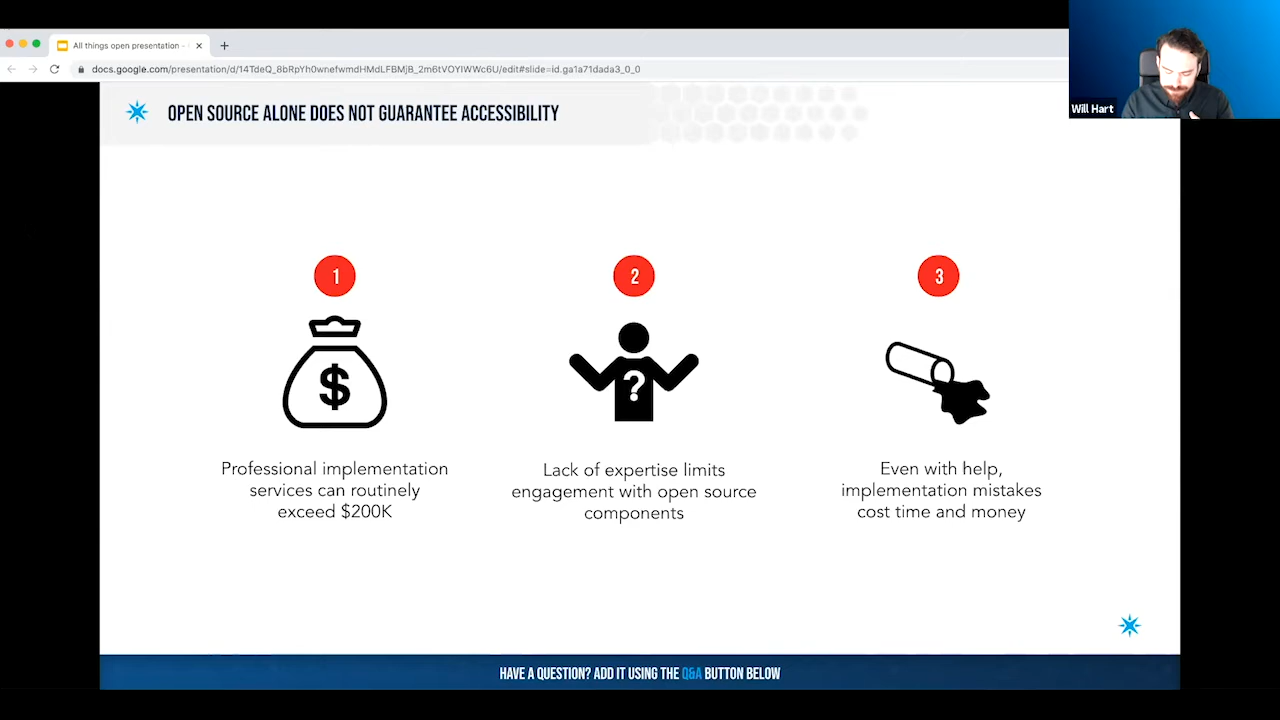 All things open presentation -
docs.google.com/presentation/d/14TdeQ_8bRpYh0wnefwmdHMdLFBMjB_2m6tVOYIWWc6U/edit#slide=id.ga1a71dada3_0_0
Will Hart
OPEN SOURCE ALONE DOES NOT GUARANTEE ACCESSIBILITY
1
2
3
$
?
Professional implementation
services can routinely
exceed $200K
Lack of expertise limits
engagement with open source
components
Even with help,
implementation mistakes
cost time and money
HAVE A QUESTION? ADD IT USING THE Q&A BUTTON BELOW